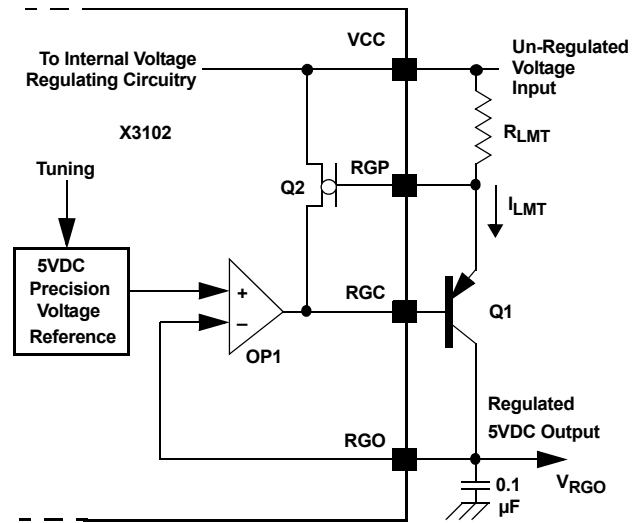 VCC
To Internal Voltage
Regulating Circuitry
Un-Regulated
Voltage
Input
X3102
RLMT
Tuning
RGP
Q2
ILMT
5VDC
Precision
Voltage
Reference
+
–
OP1
RGC
Q1
Regulated
5VDC Output
RGO
VRGO
0.1
µF